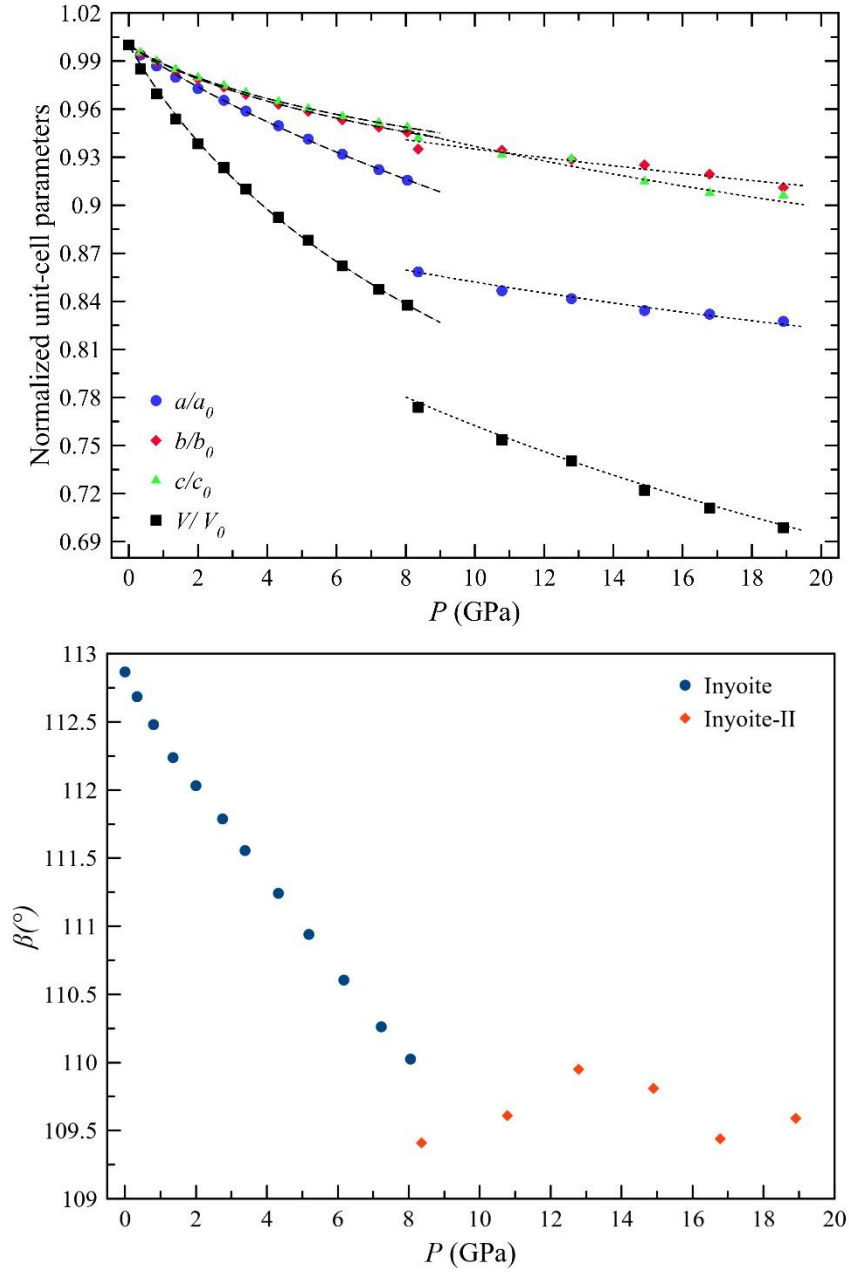 1.02
0.99
0.96
0.93
0.9
0.87
0.84
0.81
0.78
0.75
0.72
0.69
Normalized unit-cell parameters
a/a0
b/b0
c/c0
V/ V0
0 2 4 6 8 10 12 14 16 18 20
P (GPa)
113
112.5
112
111.5
111
110.5
110
109.5
109
β(°)
Inyoite
Inyoite-II
0 2 4 6 8 10 12 14 16 18 20
P (GPa)